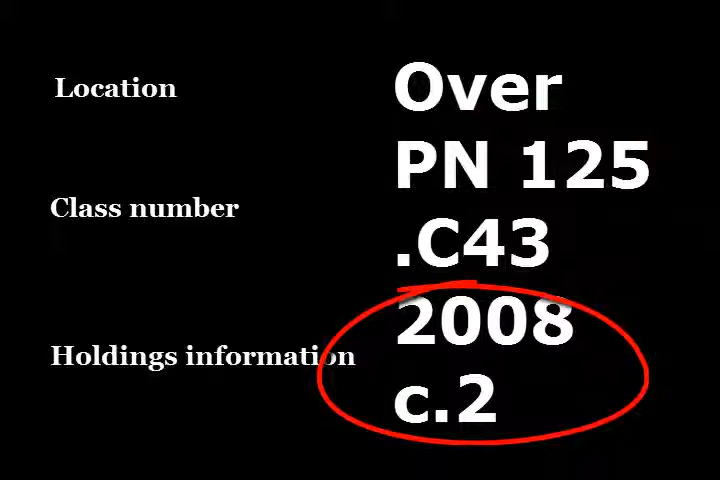 Location
Over
Class number
PN 125
.C43
Holdings information
2008
c.2